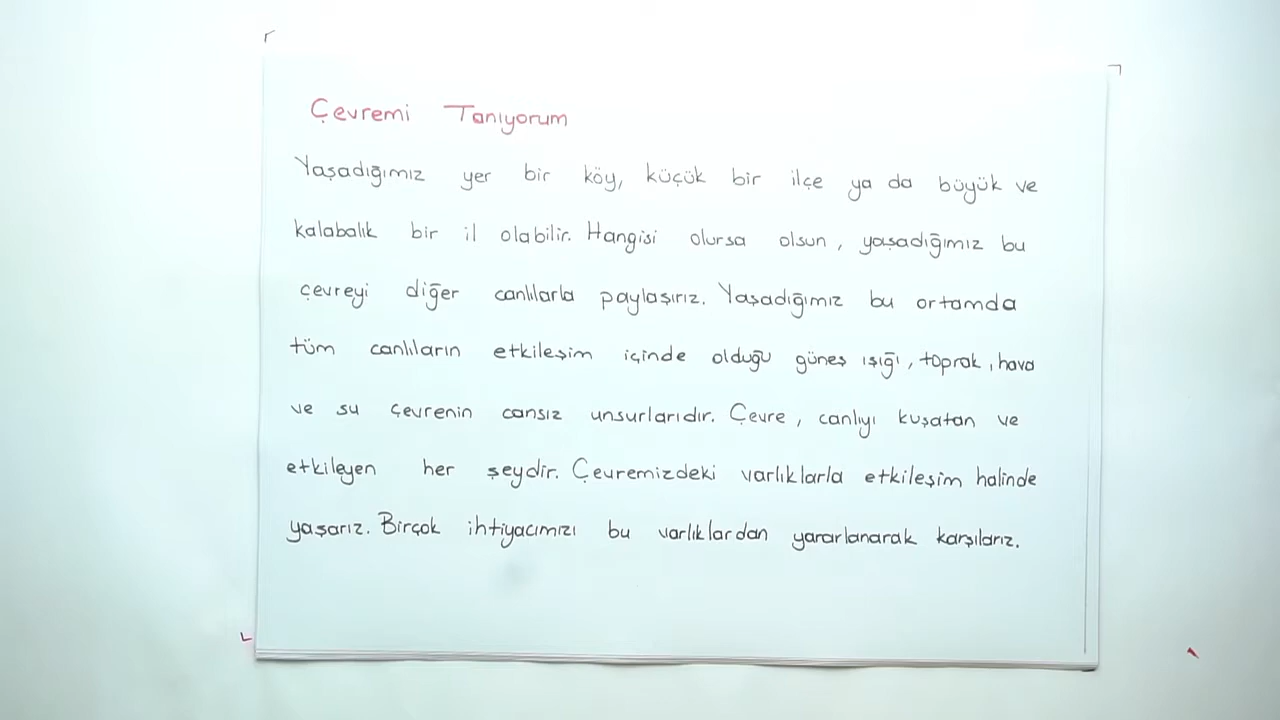 Çevremi Tanıyorum
Yaşadığımız yer bir köy, küçük bir ilçe ya da büyük ve
kalabalık bir il olabilir. Hangisi olursa olsun, yaşadığımız bu
çevreyi diğer canlılarla paylaşırız. Yaşadığımız bu ortamda
tüm canlıların etkileşim içinde olduğu güneş ışığı, toprak, hava
ve su çevrenin cansız unsurlarıdır. Çevre, canlıyı kuşatan ve
etkileyen her şeydir. Çevremizdeki varlıklarla etkileşim halinde
yaşarız. Birçok ihtiyacımızı bu varlıklardan yararlanarak karşılarız.